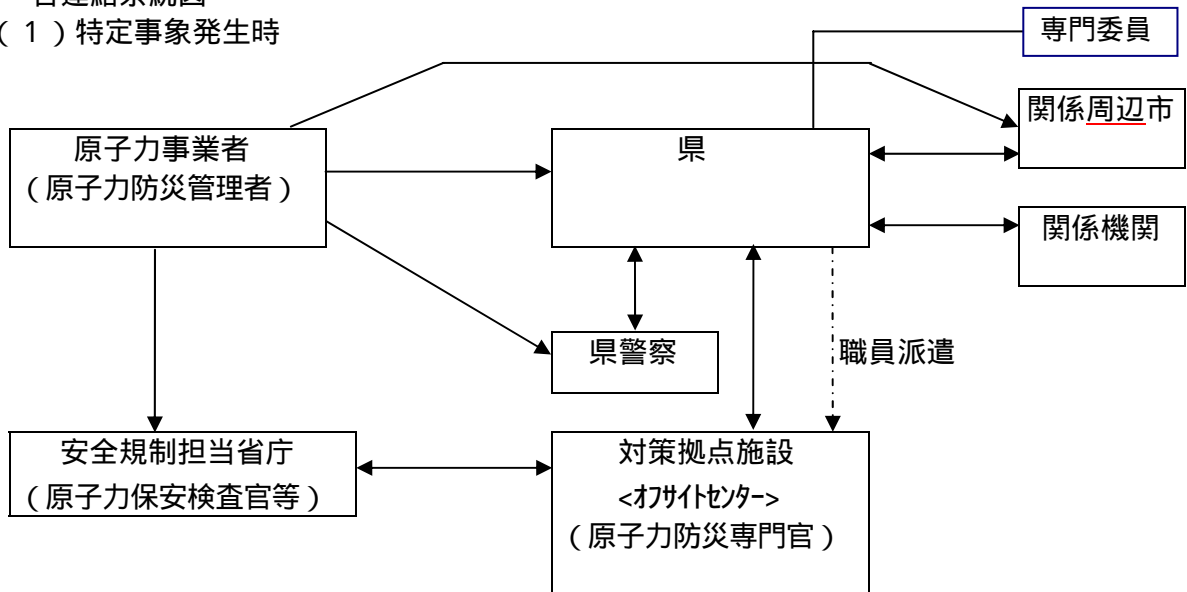 （１）特定事象発生時
専門委員
関係周辺市
原子力事業者
（原子力防災管理者）
県
関係機関
県警察
職員派遣
安全規制担当省庁
（原子力保安検査官等）
対策拠点施設
<ｵﾌｻｲﾄｾﾝﾀｰ>
（原子力防災専門官）